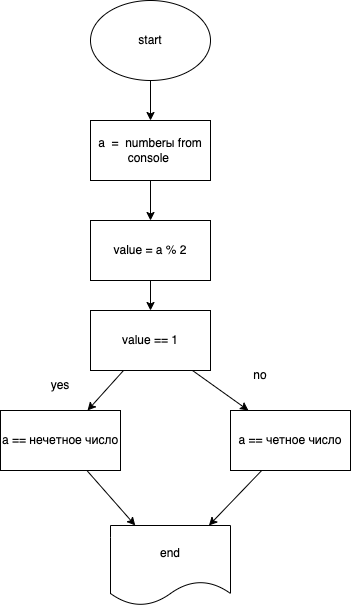 start
a = numberы from
console
value = a % 2
value == 1
yes
no
a == нечетное число
a == четное число
end